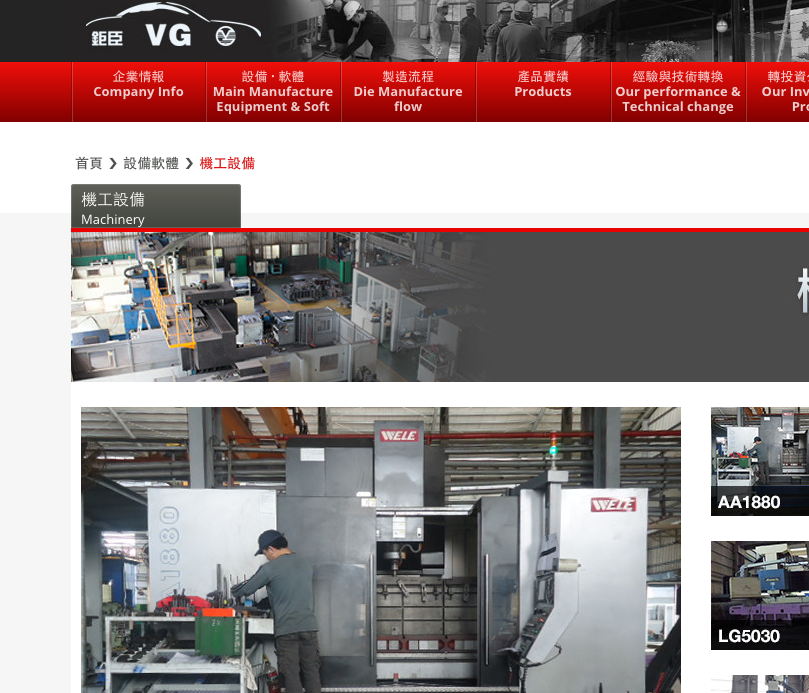 鉅臣 VG
企業情報
Company Info
設備 · 軟體
Main Manufacture
Equipment & Soft
製造流程
Die Manufacture
flow
產品實績
Products
經驗與技術轉換
Our performance &
Technical change
轉投資
Our Inv
Pro
首頁 ❯ 設備軟體 ❯ 機工設備
機工設備
Machinery
WELE
WELE
AA1880
AA1880
LG5030